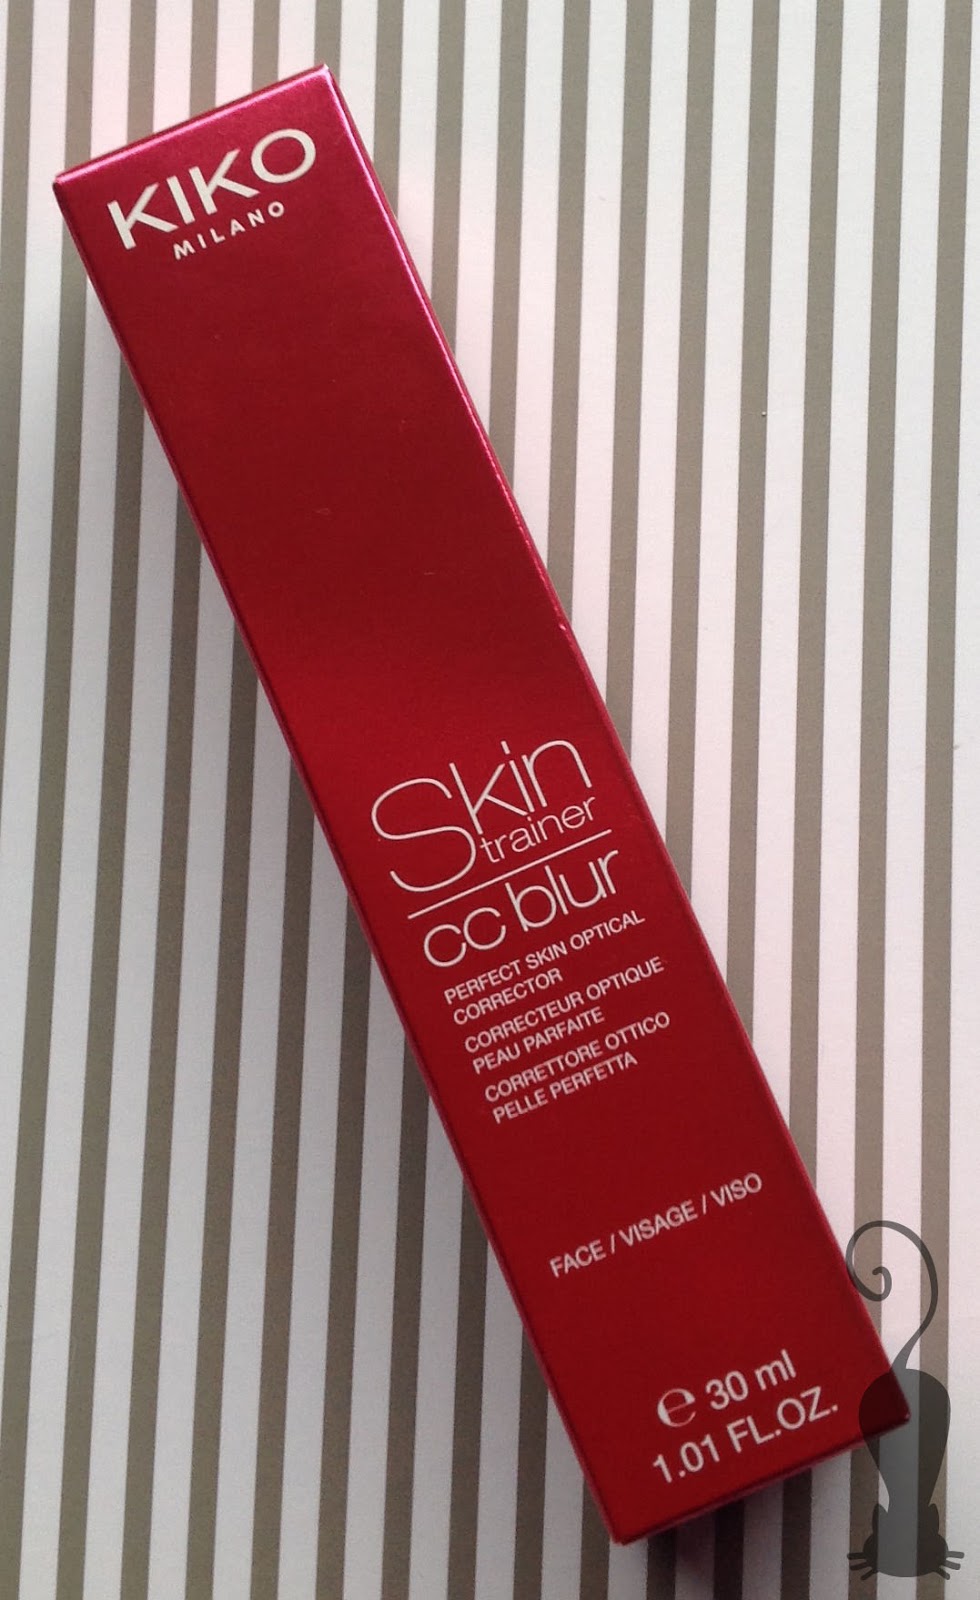 KIKO
MILANO
Skin
trainer
cc blur
PERFECT SKIN OPTICAL
CORRECTOR
CORRECTEUR OPTIQUE
PEAU PARFAITE
CORRETTORE OTTICO
PELLE PERFETTA
FACE / VISAGE / VISO
℮ 30 ml
1.01 FL.OZ.